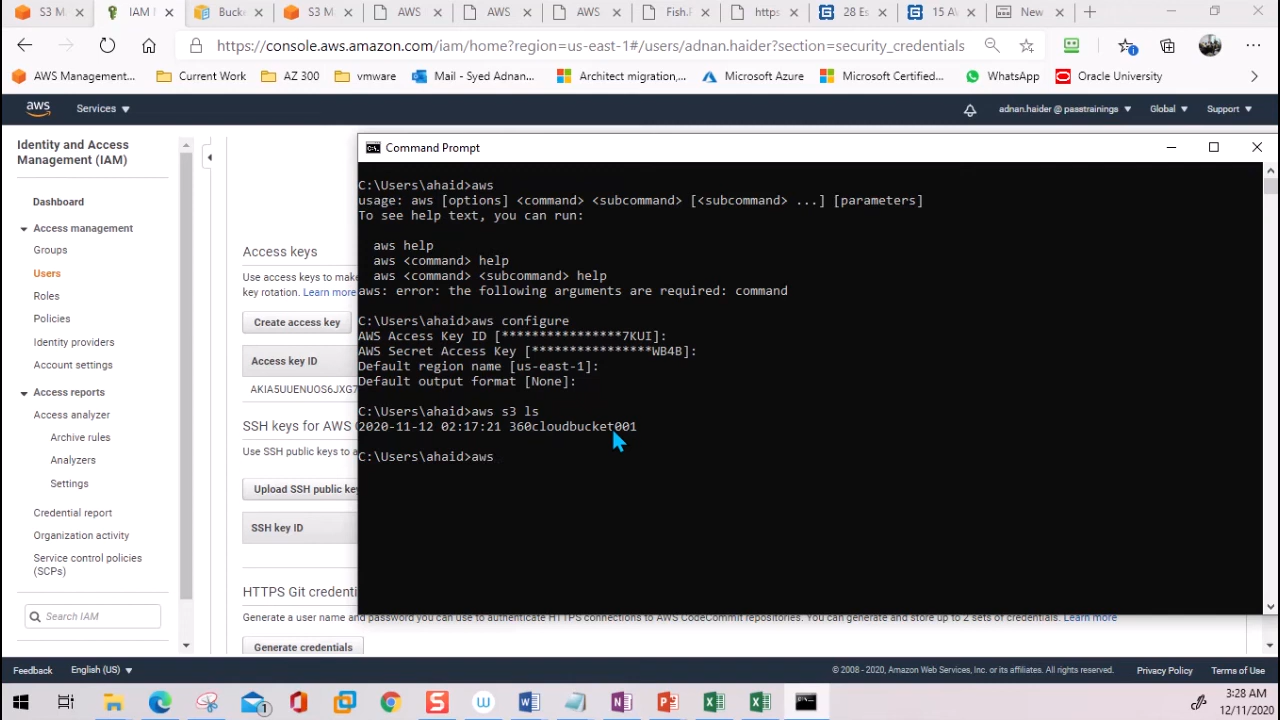 S3 M
IAM I
Bucke
S3 M
AWS
AWS
AWS
Fish.F
https
28 Es
15 AV
New
https://console.aws.amazon.com/iam/home?region=us-east-1#/users/adnan.haider?section=security_credentials
AWS Management...
Current Work
AZ 300
vmware
Mail - Syed Adnan...
Architect migration,...
Microsoft Azure
Microsoft Certified...
WhatsApp
Oracle University
aws
Services
adnan.haider @ passtrainings
Global
Support
Identity and Access
Management (IAM)
Dashboard
Access management
Groups
Users
Roles
Policies
Identity providers
Account settings
Access reports
Access analyzer
Archive rules
Analyzers
Settings
Credential report
Organization activity
Service control policies
(SCPs)
Search IAM
Access keys
Use access keys to make
key rotation. Learn more
Create access key
Access key ID
AKIA5UUENUOS6JXG7
SSH keys for AWS C
Use SSH public keys to a
Upload SSH public key
SSH key ID
HTTPS Git credenti
Generate a user name and password you can use to authenticate HTTPS connections to AWS CodeCommit repositories. You can generate and store up to 2 sets of credentials. Learn more
Generate credentials
Command Prompt
C:\Users\ahaid>aws
usage: aws [options] <command> <subcommand> [<subcommand> ...] [parameters]
To see help text, you can run:
aws help
aws <command> help
aws <command> <subcommand> help
aws: error: the following arguments are required: command
C:\Users\ahaid>aws configure
AWS Access Key ID [****************7KUI]:
AWS Secret Access Key [****************WB4B]:
Default region name [us-east-1]:
Default output format [None]:
C:\Users\ahaid>aws s3 ls
2020-11-12 02:17:21 360cloudbucket001
C:\Users\ahaid>aws
Feedback
English (US)
© 2008 - 2020, Amazon Web Services, Inc. or its affiliates. All rights reserved.
Privacy Policy
Terms of Use
3:28 AM
12/11/2020